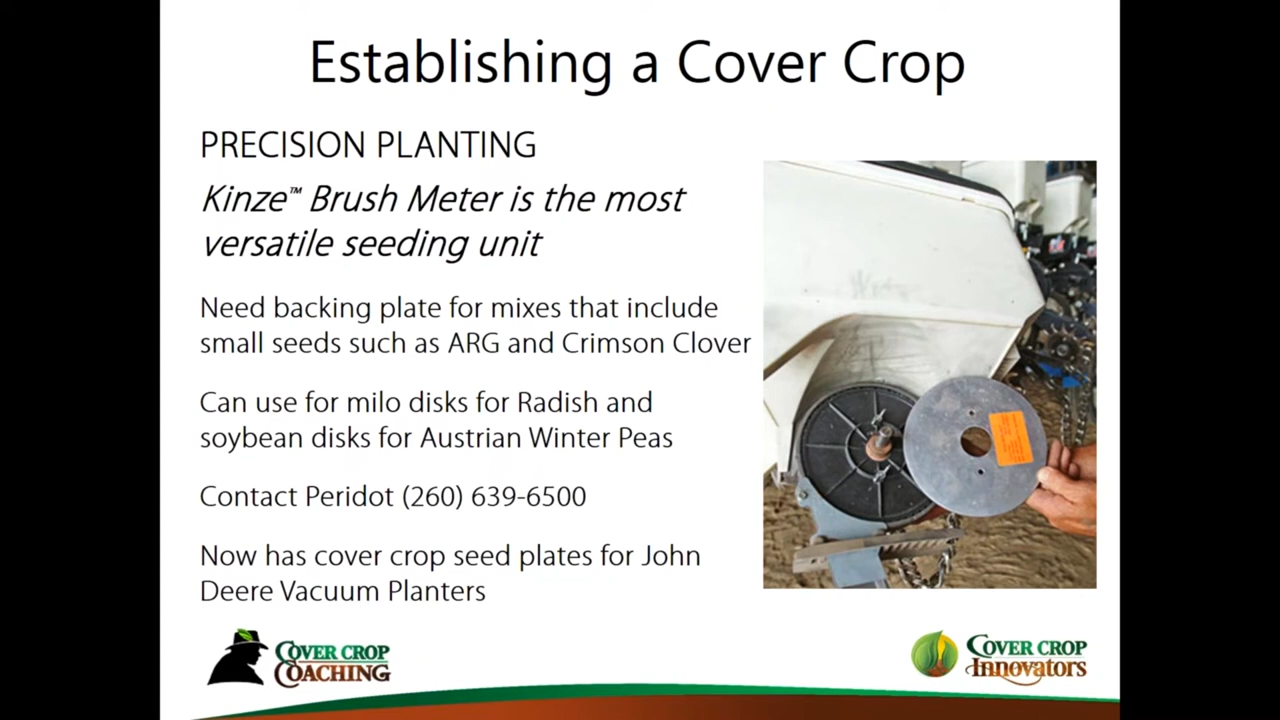 Establishing a Cover Crop
PRECISION PLANTING
Kinze™ Brush Meter is the most
versatile seeding unit
Need backing plate for mixes that include
small seeds such as ARG and Crimson Clover
Can use for milo disks for Radish and
soybean disks for Austrian Winter Peas
Contact Peridot (260) 639-6500
Now has cover crop seed plates for John
Deere Vacuum Planters
COVER CROP
COACHING
COVER CROP
INNOVATORS